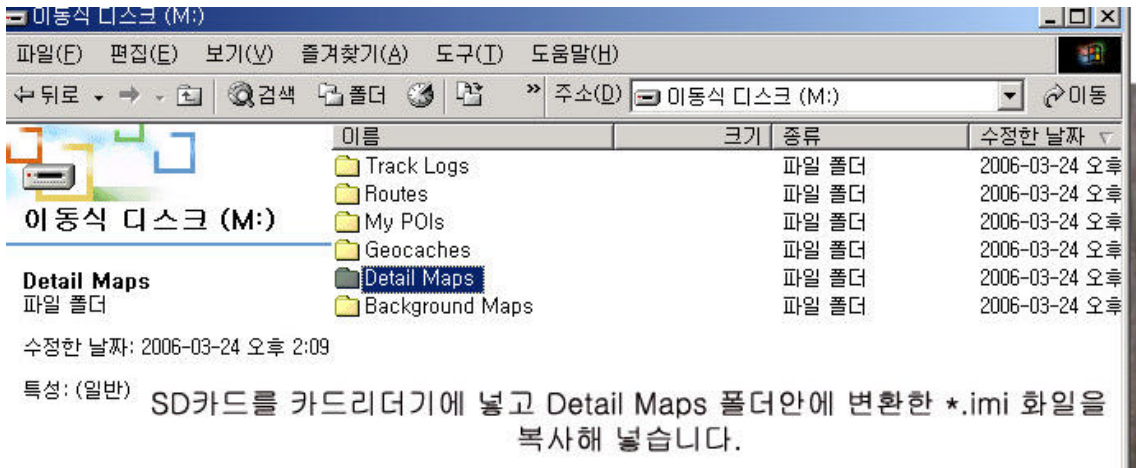 이동식 디스크 (M:)
파일(F) 편집(E) 보기(V) 즐겨찾기(A) 도구(T) 도움말(H)
뒤로 검색 폴더 » 주소(D) 이동식 디스크 (M:) 이동
이름 크기 종류 수정한 날짜
Track Logs 파일 폴더 2006-03-24 오후
Routes 파일 폴더 2006-03-24 오후
My POIs 파일 폴더 2006-03-24 오후
Geocaches 파일 폴더 2006-03-24 오후
Detail Maps 파일 폴더 2006-03-24 오후
Background Maps 파일 폴더 2006-03-24 오후
이동식 디스크 (M:)
Detail Maps
파일 폴더
수정한 날짜: 2006-03-24 오후 2:09
특성: (일반)
SD카드를 카드리더기에 넣고 Detail Maps 폴더안에 변환한 *.imi 화일을
복사해 넣습니다.